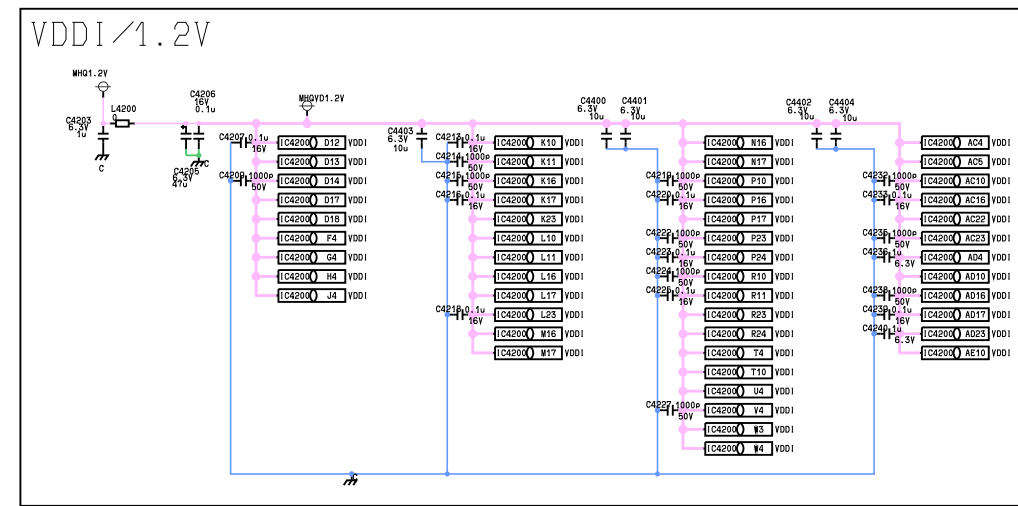 VDDI/1.2V
MHQ1.2V
C4203
6.3V
1u
C
L4200
0
C4206
16V
0.1u
C4205
6.3V
47u
C
MHQVD1.2V
C4207 0.1u
16V
C4209 1000P
50V
IC4200 D12 VDDI
IC4200 D13 VDDI
IC4200 D14 VDDI
IC4200 D17 VDDI
IC4200 D18 VDDI
IC4200 F4 VDDI
IC4200 G4 VDDI
IC4200 H4 VDDI
IC4200 J4 VDDI
C4403
6.3V
10u
C4213 0.1u
16V
C4214 1000P
50V
C4215 1000P
50V
C4216 0.1u
16V
C4218 0.1u
16V
IC4200 K10 VDDI
IC4200 K11 VDDI
IC4200 K16 VDDI
IC4200 K17 VDDI
IC4200 K23 VDDI
IC4200 L10 VDDI
IC4200 L11 VDDI
IC4200 L16 VDDI
IC4200 L17 VDDI
IC4200 L23 VDDI
IC4200 M16 VDDI
IC4200 M17 VDDI
C4400
6.3V
10u
C4401
6.3V
10u
C4219 1000P
50V
C4220 0.1u
16V
C4222 1000P
50V
C4223 0.1u
16V
C4224 1000P
50V
C4225 0.1u
16V
C4227 1000P
50V
IC4200 N16 VDDI
IC4200 N17 VDDI
IC4200 P10 VDDI
IC4200 P16 VDDI
IC4200 P17 VDDI
IC4200 P23 VDDI
IC4200 P24 VDDI
IC4200 R10 VDDI
IC4200 R11 VDDI
IC4200 R23 VDDI
IC4200 R24 VDDI
IC4200 T4 VDDI
IC4200 T10 VDDI
IC4200 U4 VDDI
IC4200 V4 VDDI
IC4200 W3 VDDI
IC4200 W4 VDDI
C4402
6.3V
10u
C4404
6.3V
10u
C4232 1000P
50V
C4233 0.1u
16V
C4235 1000P
50V
C4236 1u
6.3V
C4238 1000P
50V
C4239 0.1u
16V
C4240 1u
6.3V
IC4200 AC4 VDDI
IC4200 AC5 VDDI
IC4200 AC10 VDDI
IC4200 AC16 VDDI
IC4200 AC22 VDDI
IC4200 AC23 VDDI
IC4200 AD4 VDDI
IC4200 AD10 VDDI
IC4200 AD16 VDDI
IC4200 AD17 VDDI
IC4200 AD23 VDDI
IC4200 AE10 VDDI
C